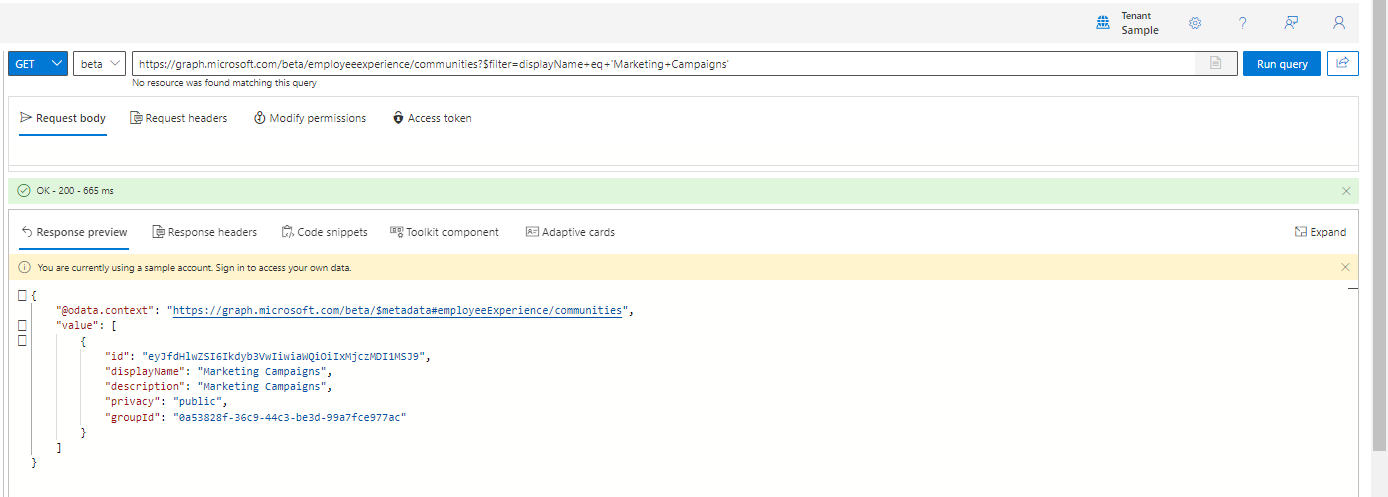 Tenant
Sample
GET
beta
https://graph.microsoft.com/beta/employeeexperience/communities?$filter=displayName+eq+'Marketing+Campaigns'
Run query
No resource was found matching this query
Request body
Request headers
Modify permissions
Access token
OK - 200 - 665 ms
Response preview
Response headers
Code snippets
Toolkit component
Adaptive cards
Expand
You are currently using a sample account. Sign in to access your own data.
{
"@odata.context": "https://graph.microsoft.com/beta/$metadata#employeeExperience/communities",
"value": [
{
"id": "eyJfdHlwZSI6Ikdyb3VwIiwiaWQiOiIxMjczMDI1MSJ9",
"displayName": "Marketing Campaigns",
"description": "Marketing Campaigns",
"privacy": "public",
"groupId": "0a53828f-36c9-44c3-be3d-99a7fce977ac"
}
]
}